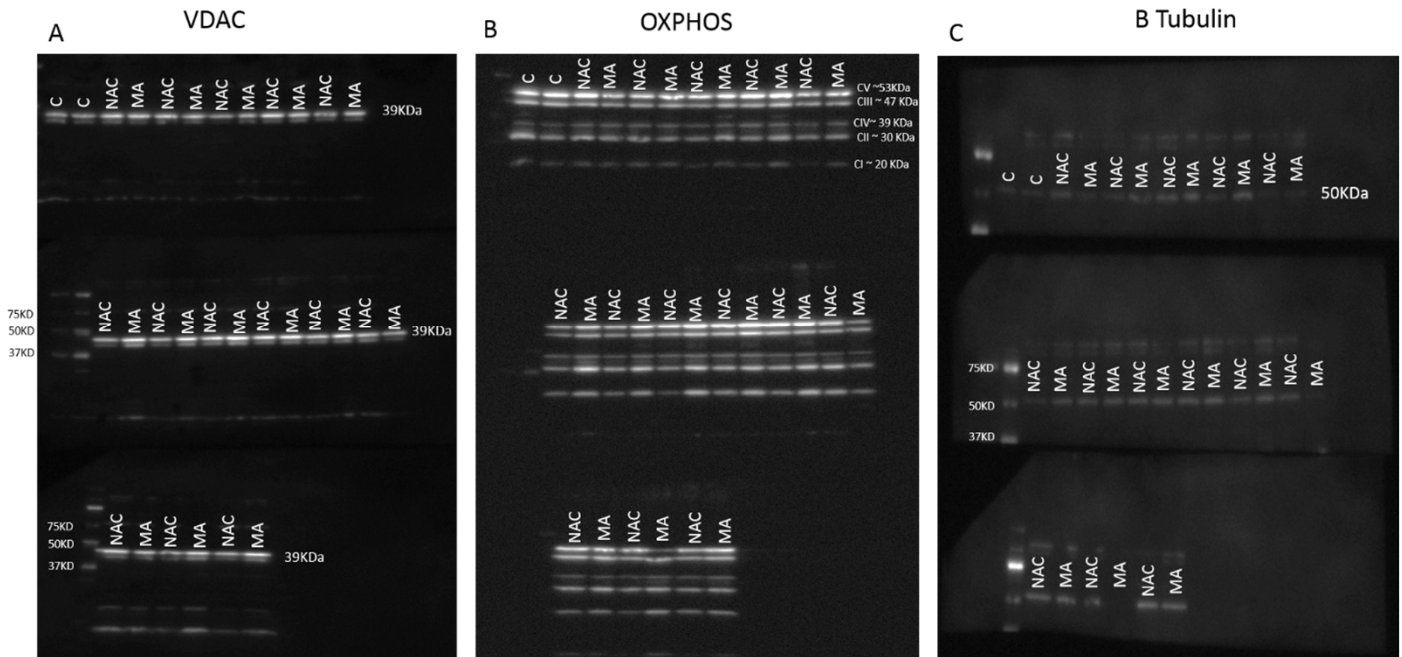 A
VDAC
C C NAC MA NAC MA NAC MA NAC MA NAC MA
39KDa
NAC MA NAC MA NAC MA NAC MA NAC MA NAC MA
39KDa
75KD
50KD
37KD
NAC MA NAC MA NAC MA
75KD
50KD
37KD
39KDa
B
OXPHOS
C C NAC MA NAC MA NAC MA NAC MA NAC MA
CV ~53KDa
CIII ~ 47 KDa
CIV~ 39 KDa
CII ~ 30 KDa
CI ~ 20 KDa
NAC MA NAC MA NAC MA NAC MA NAC MA NAC MA
NAC MA NAC MA NAC MA
C
B Tubulin
C C NAC MA NAC MA NAC MA NAC MA NAC MA
50KDa
NAC MA NAC MA NAC MA NAC MA NAC MA NAC MA
75KD
50KD
37KD
NAC MA NAC MA NAC MA